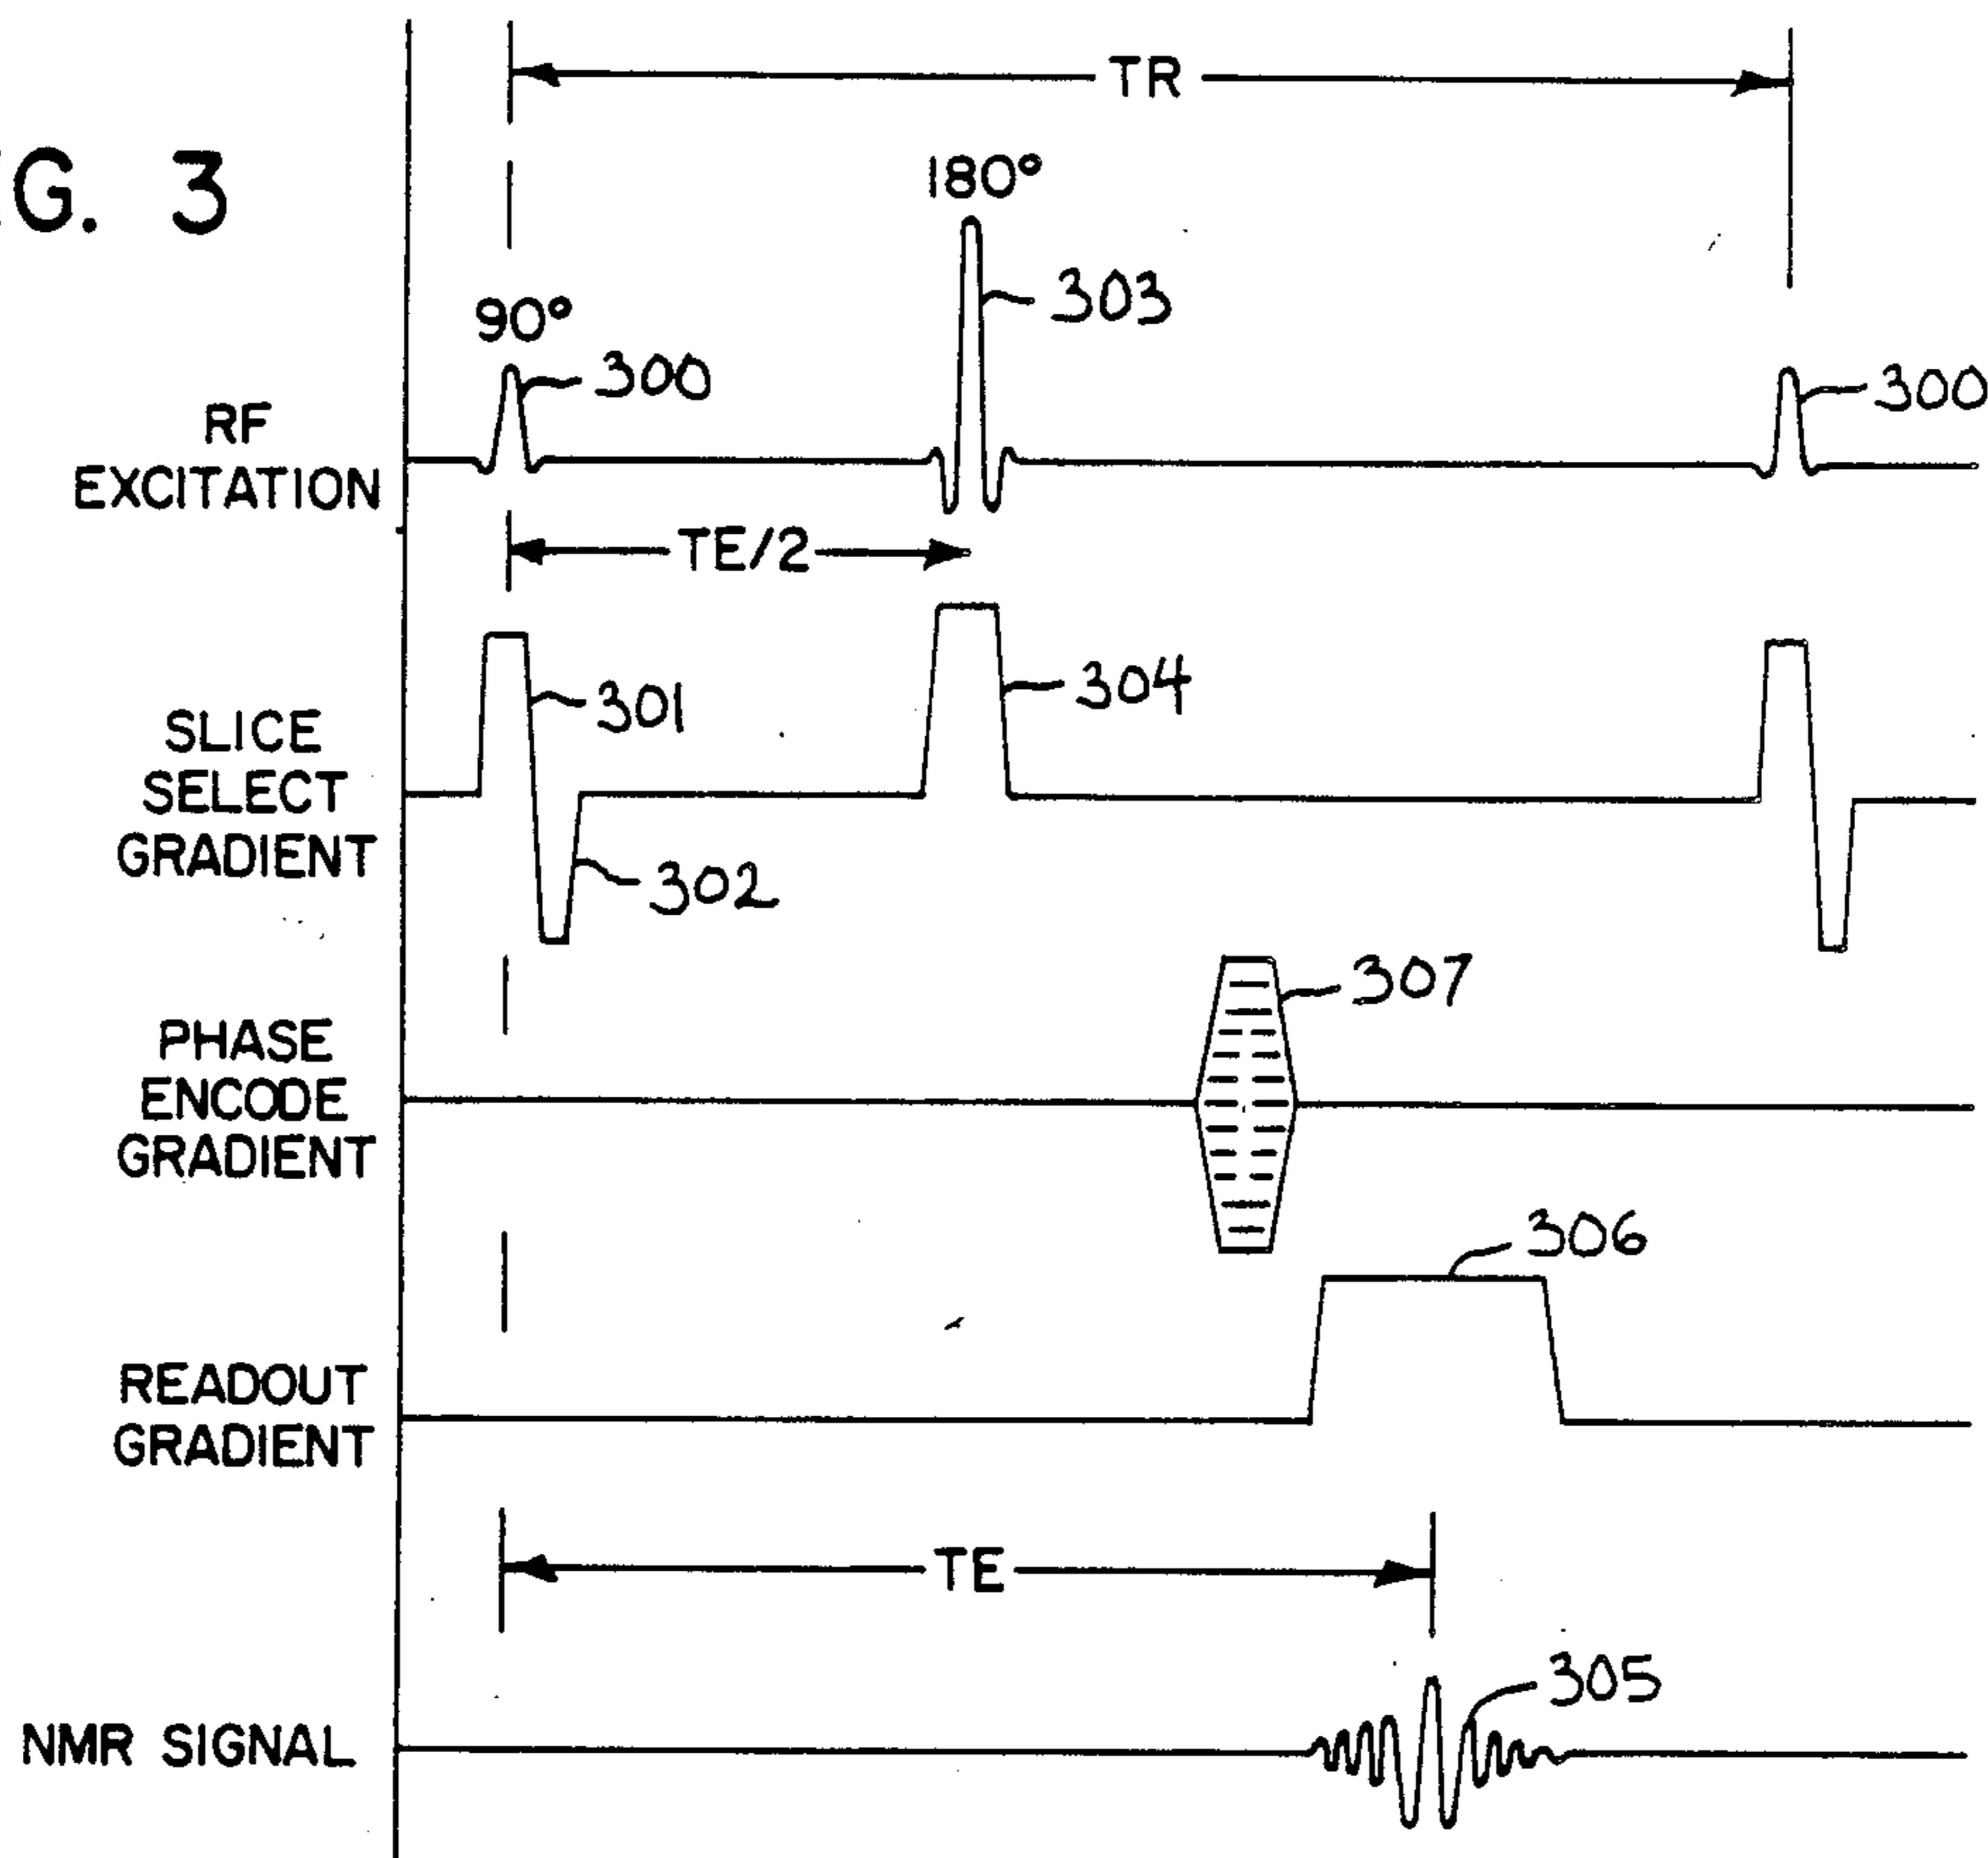 G. 3
TR
180°
303
90°
300
300
RF
EXCITATION
TE/2
301
304
SLICE
SELECT
GRADIENT
302
307
PHASE
ENCODE
GRADIENT
306
READOUT
GRADIENT
TE
305
NMR SIGNAL